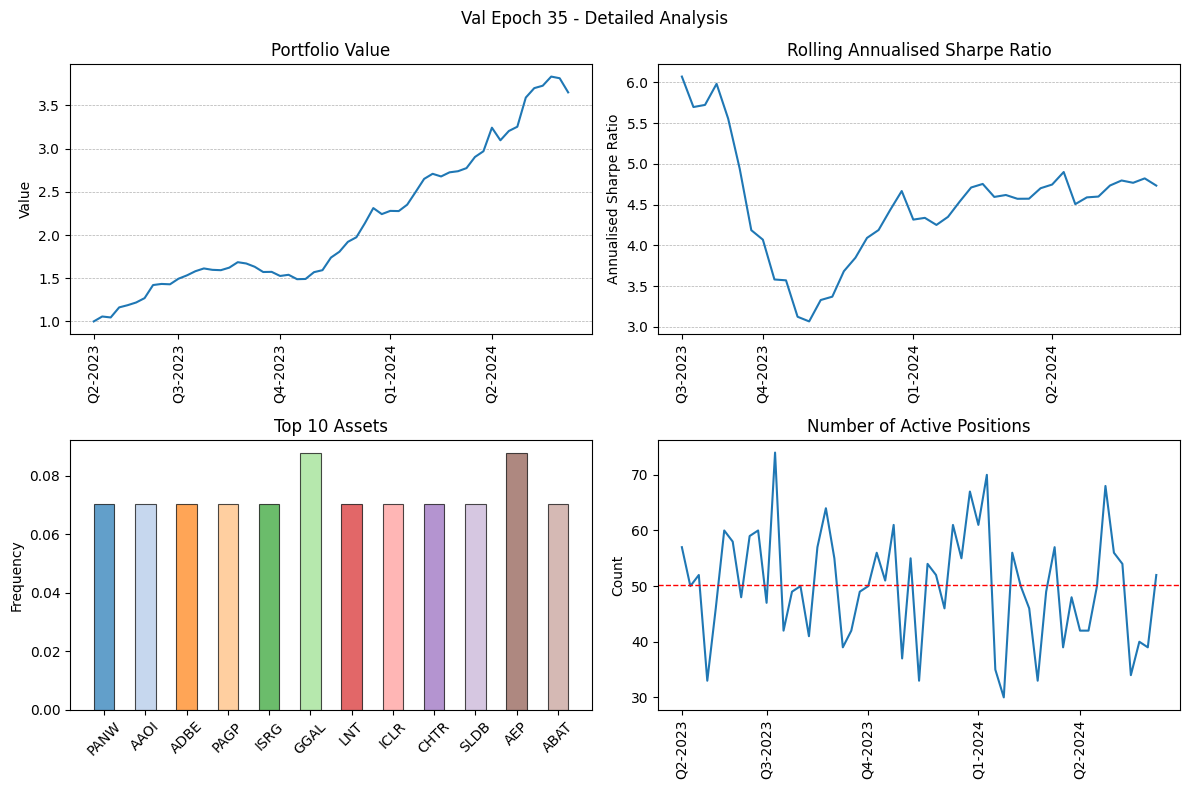 Val Epoch 35 - Detailed Analysis
Portfolio Value
Value
3.5
3.0
2.5
2.0
1.5
1.0
Q2-2023
Q3-2023
Q4-2023
Q1-2024
Q2-2024
Rolling Annualised Sharpe Ratio
Annualised Sharpe Ratio
6.0
5.5
5.0
4.5
4.0
3.5
3.0
Q3-2023
Q4-2023
Q1-2024
Q2-2024
Top 10 Assets
Frequency
0.08
0.06
0.04
0.02
0.00
PANW
AAOI
ADBE
PAGP
ISRG
GGAL
LNT
ICLR
CHTR
SLDB
AEP
ABAT
Number of Active Positions
Count
70
60
50
40
30
Q2-2023
Q3-2023
Q4-2023
Q1-2024
Q2-2024